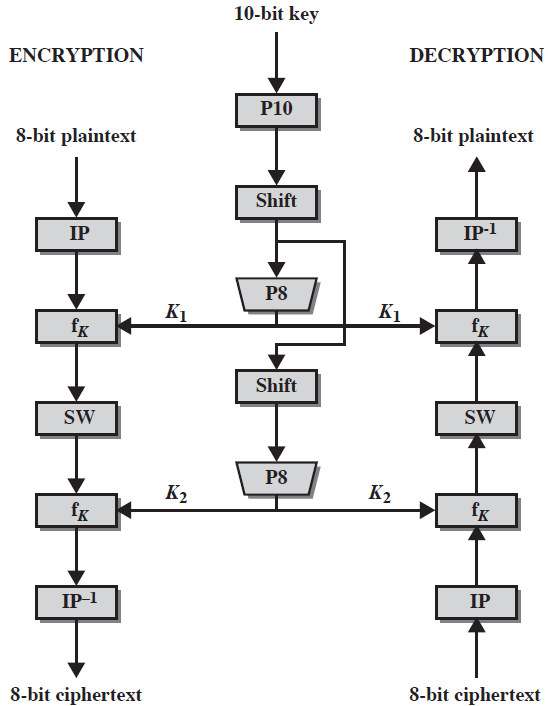 10-bit key
ENCRYPTION
DECRYPTION
P10
8-bit plaintext
8-bit plaintext
Shift
IP
IP-1
P8
K1
K1
fK
fK
Shift
SW
SW
P8
K2
K2
fK
fK
IP–1
IP
8-bit ciphertext
8-bit ciphertext